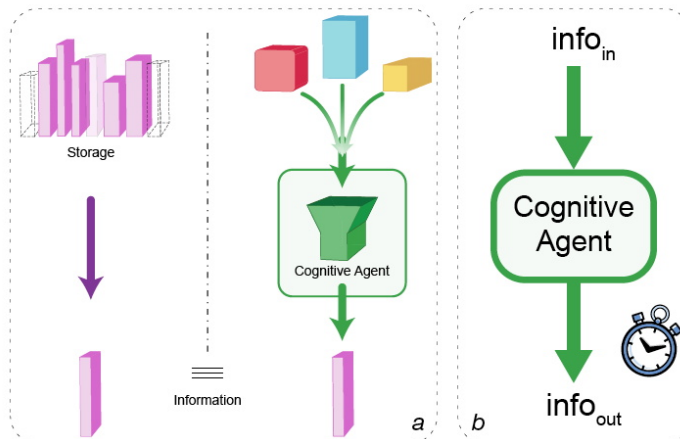 Storage
Cognitive Agent
Information
a
info_in
Cognitive
Agent
info_out
b